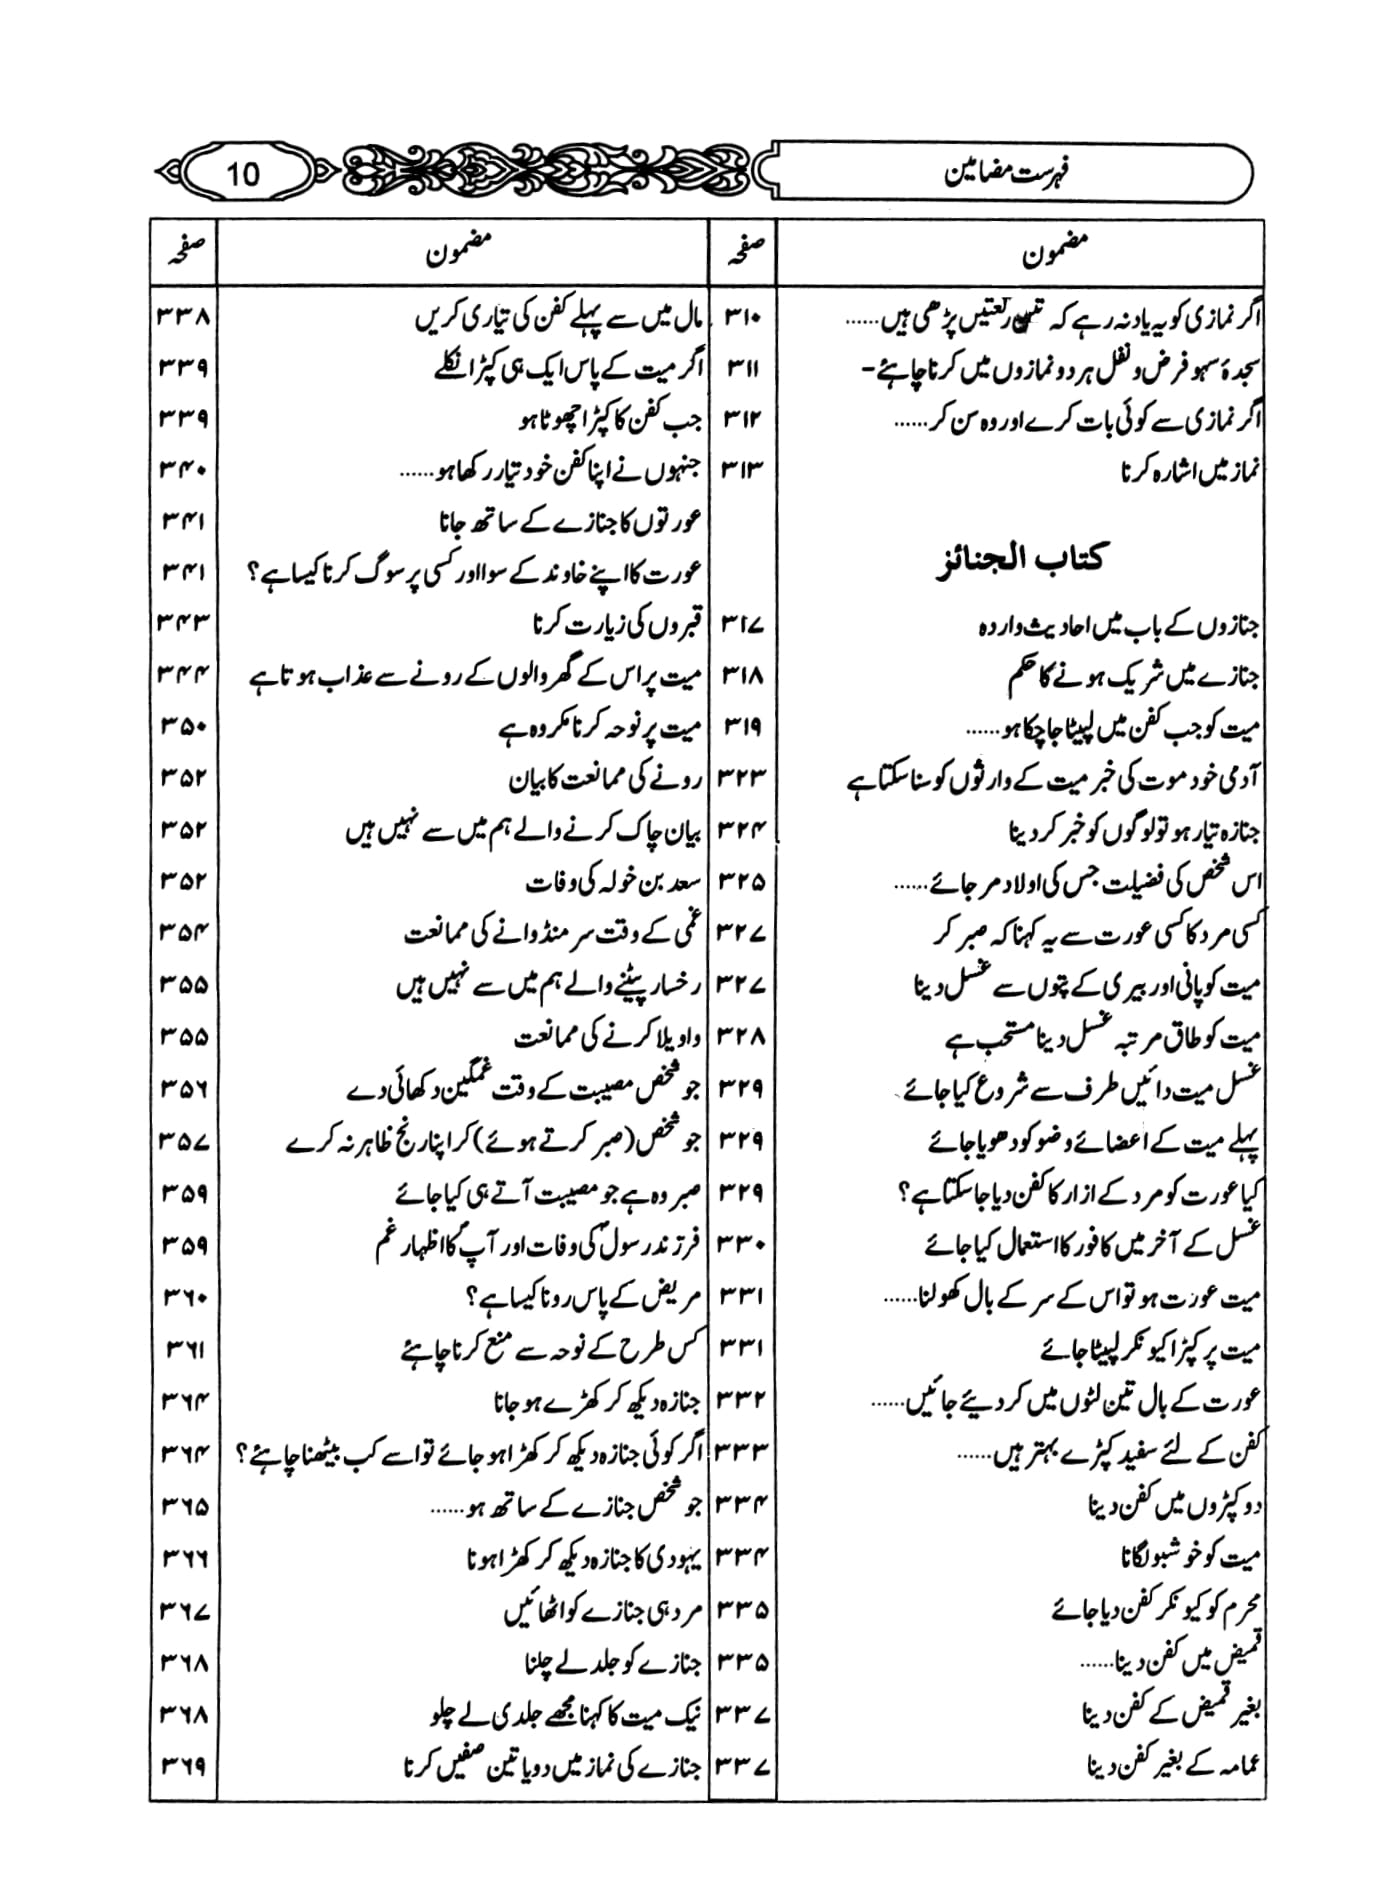 فہرست مضامین 10
مضمون صفحہ
اگر نمازی کو یہ یاد نہ رہے کہ تین رکعتیں پڑھی ہیں...... ۳۱۰
سجدۂ سہو فرض و نفل ہر دو نمازوں میں کرنا چاہئے- ۳۱۱
اگر نمازی سے کوئی بات کرے اور وہ سن کر...... ۳۱۲
نماز میں اشارہ کرنا ۳۱۳
کتاب الجنائز
جنازوں کے باب میں احادیث واردہ ۳۱۷
جنازے میں شریک ہونے کا حکم ۳۱۸
میت کو جب کفن میں لپیٹا جاچکا ہو...... ۳۱۹
آدمی خود موت کی خبر میت کے وارثوں کو سنا سکتا ہے ۳۲۳
جنازہ تیار ہو تو لوگوں کو خبر کر دینا ۳۲۴
اس شخص کی فضیلت جس کی اولاد مر جائے...... ۳۲۵
کسی مرد کا کسی عورت سے یہ کہنا کہ صبر کر ۳۲۷
میت کو پانی اور بیری کے پتوں سے غسل دینا ۳۲۷
میت کو طاق مرتبہ غسل دینا مستحب ہے ۳۲۸
غسل میت دائیں طرف سے شروع کیا جائے ۳۲۹
پہلے میت کے اعضائے وضو کو دھویا جائے ۳۲۹
کیا عورت کو مرد کے ازار کا کفن دیا جا سکتا ہے؟ ۳۲۹
غسل کے آخر میں کافور کا استعمال کیا جائے ۳۳۰
میت عورت ہو تو اس کے سر کے بال کھولنا...... ۳۳۱
میت پر کپڑا کیونکر لپیٹا جائے ۳۳۱
عورت کے بال تین لٹوں میں کر دیئے جائیں...... ۳۳۲
کفن کے لئے سفید کپڑے بہتر ہیں...... ۳۳۳
دو کپڑوں میں کفن دینا ۳۳۴
میت کو خوشبو لگانا ۳۳۴
محرم کو کیونکر کفن دیا جائے ۳۳۵
قمیض میں کفن دینا...... ۳۳۵
بغیر قمیض کے کفن دینا ۳۳۷
عمامہ کے بغیر کفن دینا ۳۳۷
مضمون صفحہ
مال میں سے پہلے کفن کی تیاری کریں ۳۳۸
اگر میت کے پاس ایک ہی کپڑا نکلے ۳۳۹
جب کفن کا کپڑا چھوٹا ہو ۳۳۹
جنہوں نے اپنا کفن خود تیار رکھا ہو...... ۳۴۰
عورتوں کا جنازے کے ساتھ جانا ۳۴۱
عورت کا اپنے خاوند کے سوا اور کسی پر سوگ کرنا کیسا ہے؟ ۳۴۱
قبروں کی زیارت کرنا ۳۴۳
میت پر اس کے گھر والوں کے رونے سے عذاب ہوتا ہے ۳۴۴
میت پر نوحہ کرنا مکروہ ہے ۳۵۰
رونے کی ممانعت کا بیان ۳۵۲
بیان چاک کرنے والے ہم میں سے نہیں ہیں ۳۵۲
سعد بن خولہ کی وفات ۳۵۲
غمی کے وقت سر منڈوانے کی ممانعت ۳۵۴
رخسار پیٹنے والے ہم میں سے نہیں ہیں ۳۵۵
واویلا کرنے کی ممانعت ۳۵۵
جو شخص مصیبت کے وقت غمگین دکھائی دے ۳۵۶
جو شخص (صبر کرتے ہوئے) کر اپنا رنج ظاہر نہ کرے ۳۵۷
صبر وہ ہے جو مصیبت آتے ہی کیا جائے ۳۵۹
فرزند رسولؐ کی وفات اور آپؐ کا اظہار غم ۳۵۹
مریض کے پاس رونا کیسا ہے؟ ۳۶۰
کس طرح کے نوحہ سے منع کرنا چاہئے ۳۶۱
جنازہ دیکھ کر کھڑے ہو جانا ۳۶۴
اگر کوئی جنازہ دیکھ کر کھڑا ہو جائے تو اسے کب بیٹھنا چاہئے؟ ۳۶۴
جو شخص جنازے کے ساتھ ہو...... ۳۶۵
یہودی کا جنازہ دیکھ کر کھڑا ہونا ۳۶۶
مرد ہی جنازے کو اٹھائیں ۳۶۷
جنازے کو جلد لے چلنا ۳۶۸
نیک میت کا کہنا مجھے جلدی لے چلو ۳۶۸
جنازے کی نماز میں دو یا تین صفیں کرنا ۳۶۹